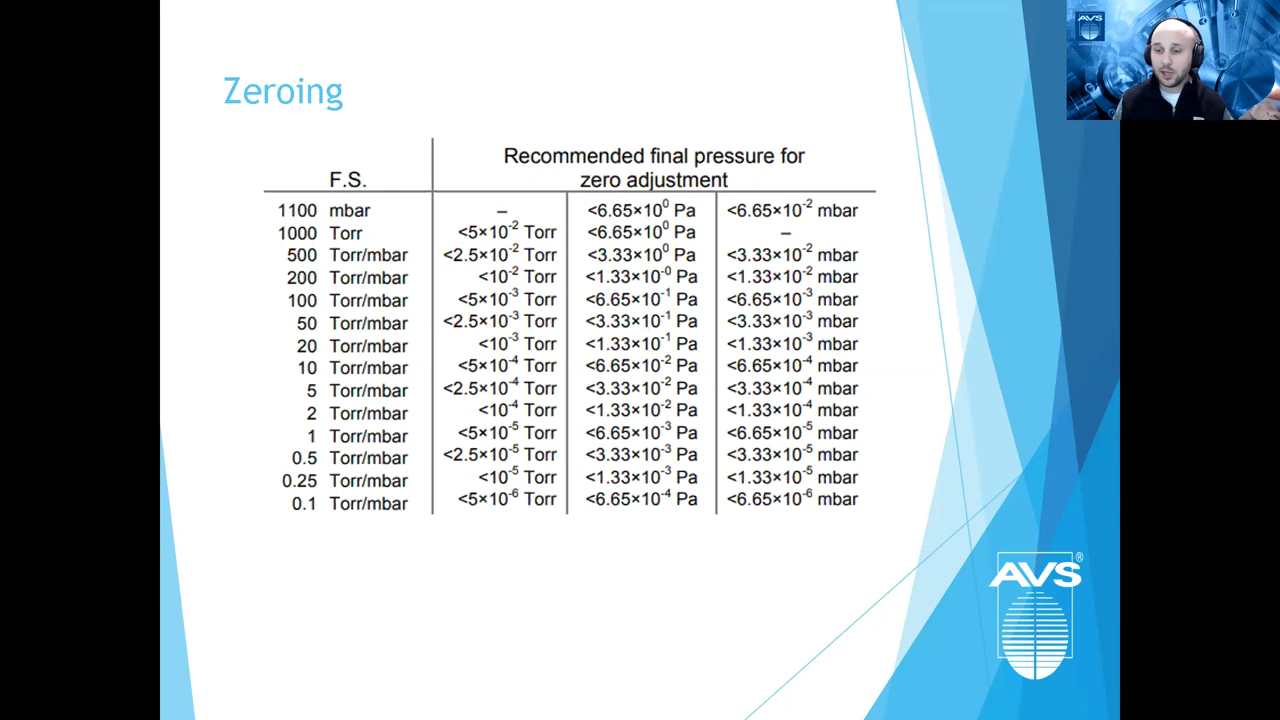 AVS
Zeroing
F.S. Recommended final pressure for
zero adjustment
1100 mbar – <6.65×10⁰ Pa <6.65×10⁻² mbar
1000 Torr <5×10⁻² Torr <6.65×10⁰ Pa –
500 Torr/mbar <2.5×10⁻² Torr <3.33×10⁰ Pa <3.33×10⁻² mbar
200 Torr/mbar <10⁻² Torr <1.33×10⁻⁰ Pa <1.33×10⁻² mbar
100 Torr/mbar <5×10⁻³ Torr <6.65×10⁻¹ Pa <6.65×10⁻³ mbar
50 Torr/mbar <2.5×10⁻³ Torr <3.33×10⁻¹ Pa <3.33×10⁻³ mbar
20 Torr/mbar <10⁻³ Torr <1.33×10⁻¹ Pa <1.33×10⁻³ mbar
10 Torr/mbar <5×10⁻⁴ Torr <6.65×10⁻² Pa <6.65×10⁻⁴ mbar
5 Torr/mbar <2.5×10⁻⁴ Torr <3.33×10⁻² Pa <3.33×10⁻⁴ mbar
2 Torr/mbar <10⁻⁴ Torr <1.33×10⁻² Pa <1.33×10⁻⁴ mbar
1 Torr/mbar <5×10⁻⁵ Torr <6.65×10⁻³ Pa <6.65×10⁻⁵ mbar
0.5 Torr/mbar <2.5×10⁻⁵ Torr <3.33×10⁻³ Pa <3.33×10⁻⁵ mbar
0.25 Torr/mbar <10⁻⁵ Torr <1.33×10⁻³ Pa <1.33×10⁻⁵ mbar
0.1 Torr/mbar <5×10⁻⁶ Torr <6.65×10⁻⁴ Pa <6.65×10⁻⁶ mbar
AVS®